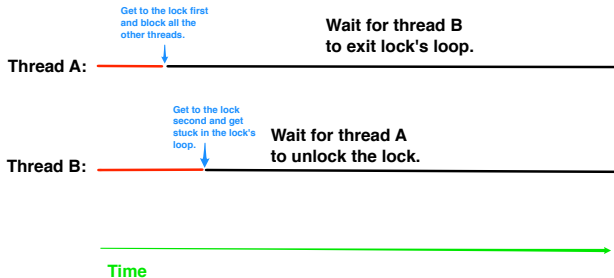 Get to the lock first
and block all the
other threads.
Wait for thread B
to exit lock's loop.
Thread A:
Get to the lock
second and get
stuck in the lock's
loop.
Wait for thread A
to unlock the lock.
Thread B:
Time